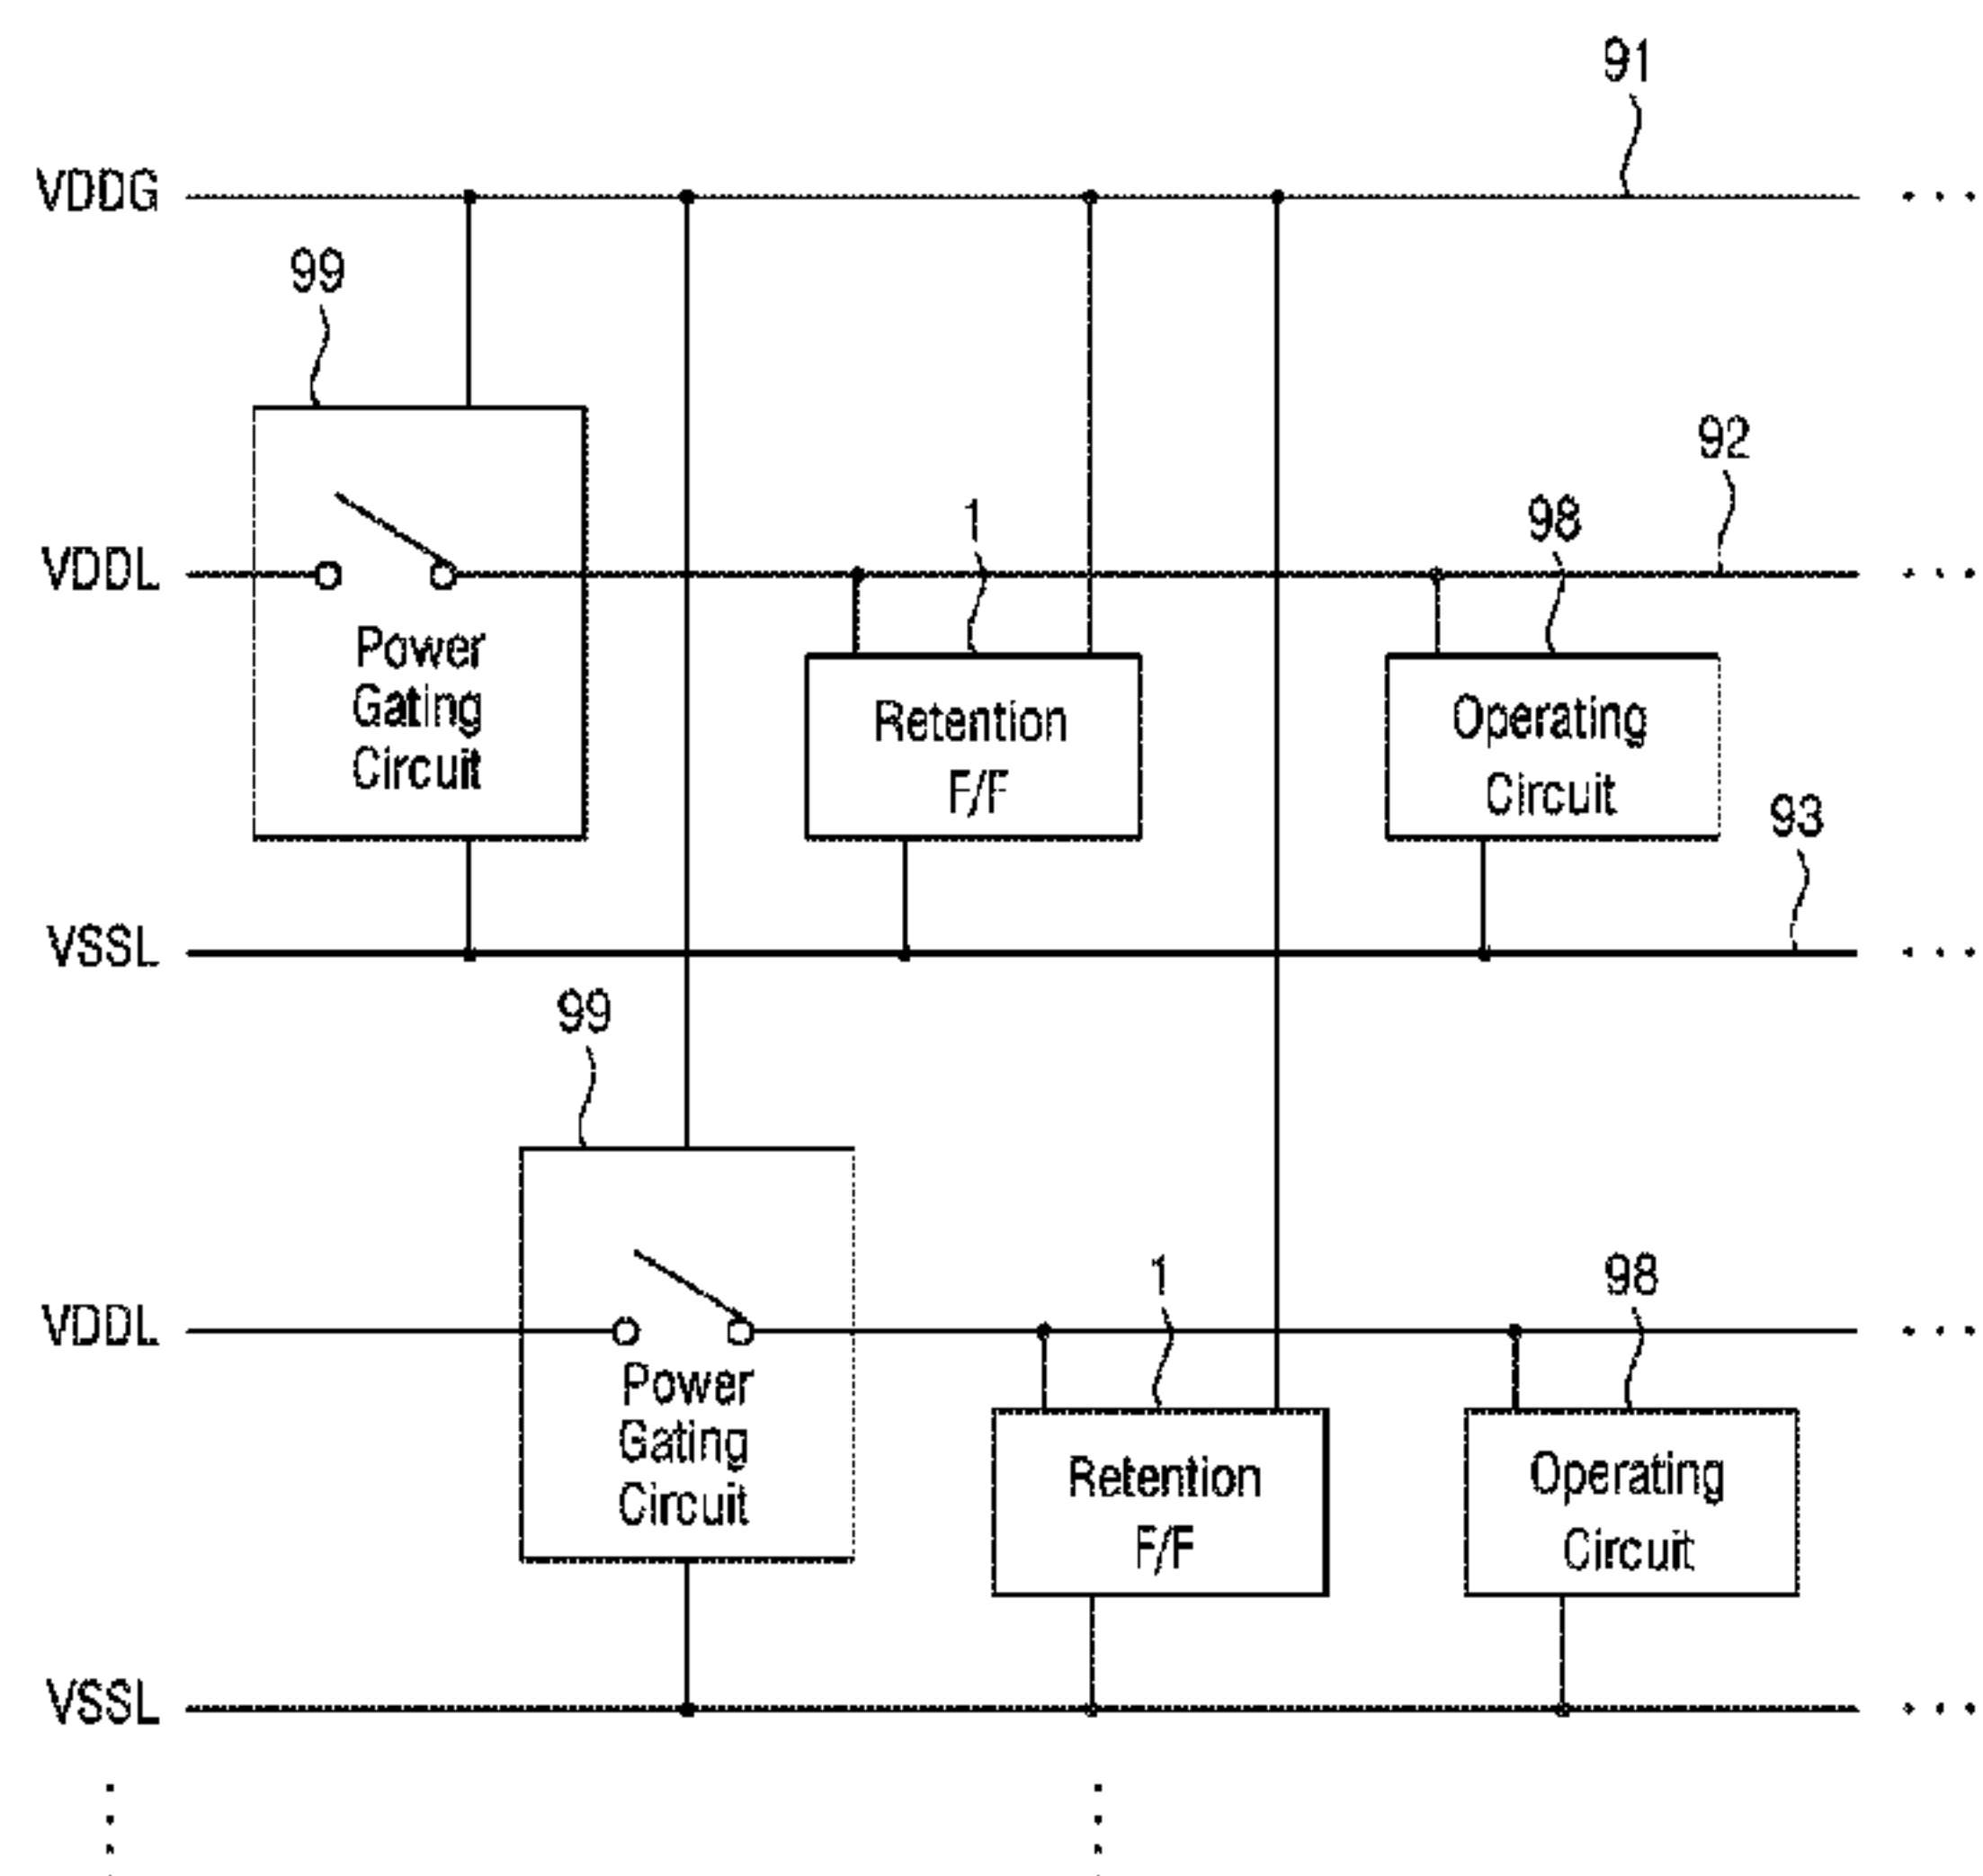 91
VDDG
99
92
1
98
VDDL
Power
Gating
Circuit
Retention
F/F
Operating
Circuit
93
VSSL
99
1
98
VDDL
Power
Gating
Circuit
Retention
F/F
Operating
Circuit
VSSL